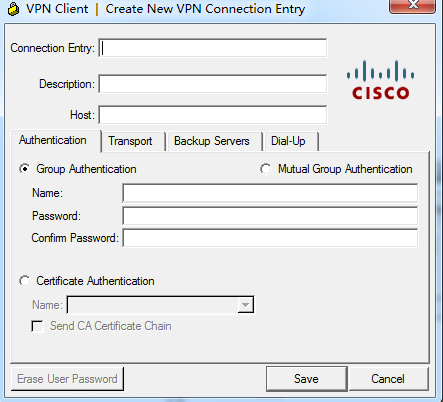 VPN Client | Create New VPN Connection Entry
Connection Entry:
Description:
Host:
CISCO
Authentication Transport Backup Servers Dial-Up
Group Authentication Mutual Group Authentication
Name:
Password:
Confirm Password:
Certificate Authentication
Name:
Send CA Certificate Chain
Erase User Password Save Cancel